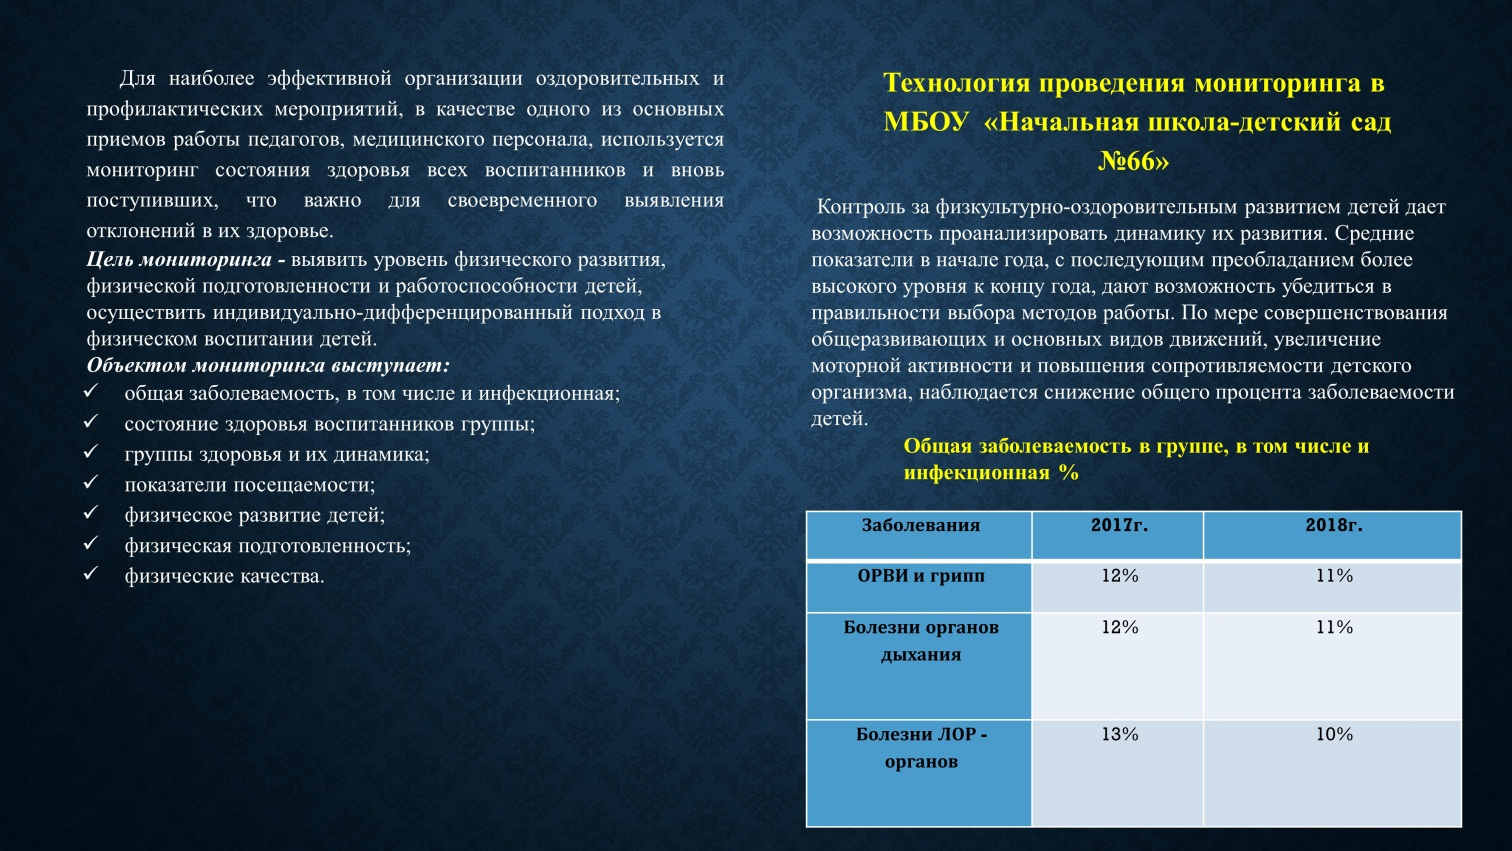 Для наиболее эффективной организации оздоровительных и
профилактических мероприятий, в качестве одного из основных
приемов работы педагогов, медицинского персонала, используется
мониторинг состояния здоровья всех воспитанников и вновь
поступивших, что важно для своевременного выявления
отклонений в их здоровье.
Цель мониторинга - выявить уровень физического развития,
физической подготовленности и работоспособности детей,
осуществить индивидуально-дифференцированный подход в
физическом воспитании детей.
Объектом мониторинга выступает:
✓ общая заболеваемость, в том числе и инфекционная;
✓ состояние здоровья воспитанников группы;
✓ группы здоровья и их динамика;
✓ показатели посещаемости;
✓ физическое развитие детей;
✓ физическая подготовленность;
✓ физические качества.
Технология проведения мониторинга в
МБОУ «Начальная школа-детский сад
№66»
Контроль за физкультурно-оздоровительным развитием детей дает
возможность проанализировать динамику их развития. Средние
показатели в начале года, с последующим преобладанием более
высокого уровня к концу года, дают возможность убедиться в
правильности выбора методов работы. По мере совершенствования
общеразвивающих и основных видов движений, увеличение
моторной активности и повышения сопротивляемости детского
организма, наблюдается снижение общего процента заболеваемости
детей.
Общая заболеваемость в группе, в том числе и
инфекционная %
Заболевания 2017г. 2018г.
ОРВИ и грипп 12% 11%
Болезни органов 12% 11%
дыхания
Болезни ЛОР - 13% 10%
органов